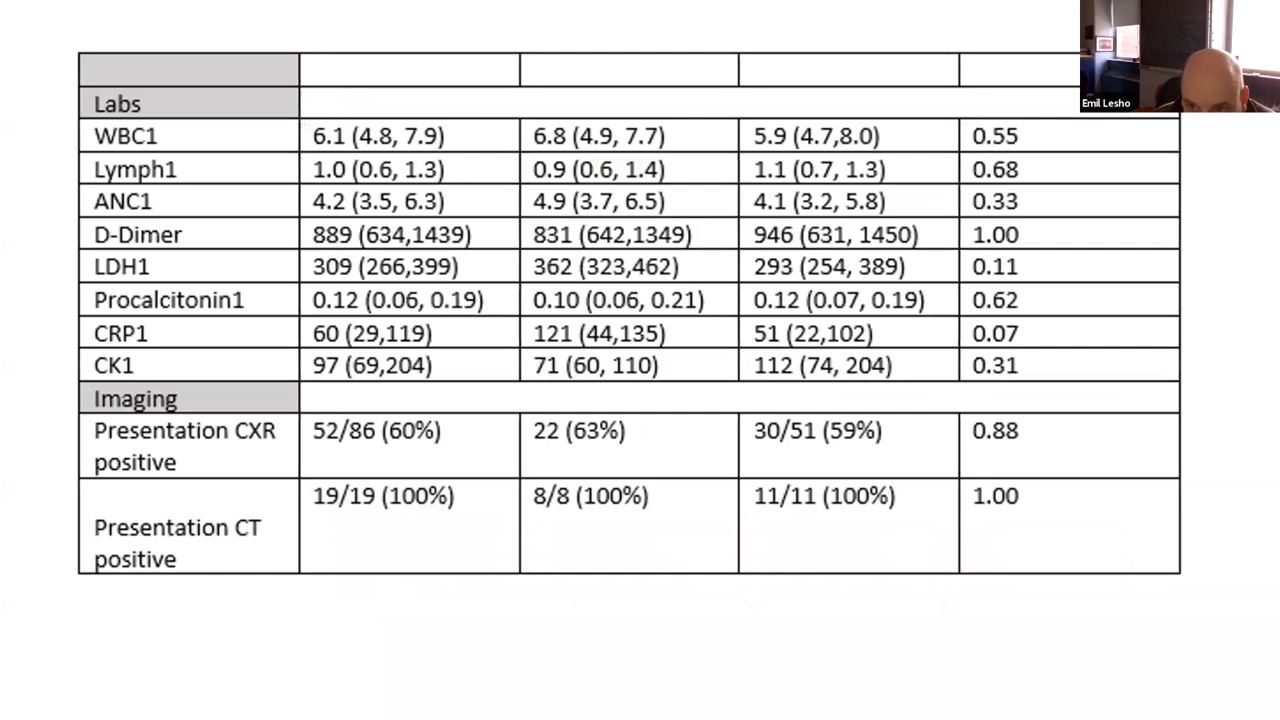 Emil Lesho
Labs
WBC1 6.1 (4.8, 7.9) 6.8 (4.9, 7.7) 5.9 (4.7,8.0) 0.55
Lymph1 1.0 (0.6, 1.3) 0.9 (0.6, 1.4) 1.1 (0.7, 1.3) 0.68
ANC1 4.2 (3.5, 6.3) 4.9 (3.7, 6.5) 4.1 (3.2, 5.8) 0.33
D-Dimer 889 (634,1439) 831 (642,1349) 946 (631, 1450) 1.00
LDH1 309 (266,399) 362 (323,462) 293 (254, 389) 0.11
Procalcitonin1 0.12 (0.06, 0.19) 0.10 (0.06, 0.21) 0.12 (0.07, 0.19) 0.62
CRP1 60 (29,119) 121 (44,135) 51 (22,102) 0.07
CK1 97 (69,204) 71 (60, 110) 112 (74, 204) 0.31
Imaging
Presentation CXR 52/86 (60%) 22 (63%) 30/51 (59%) 0.88
positive
19/19 (100%) 8/8 (100%) 11/11 (100%) 1.00
Presentation CT
positive